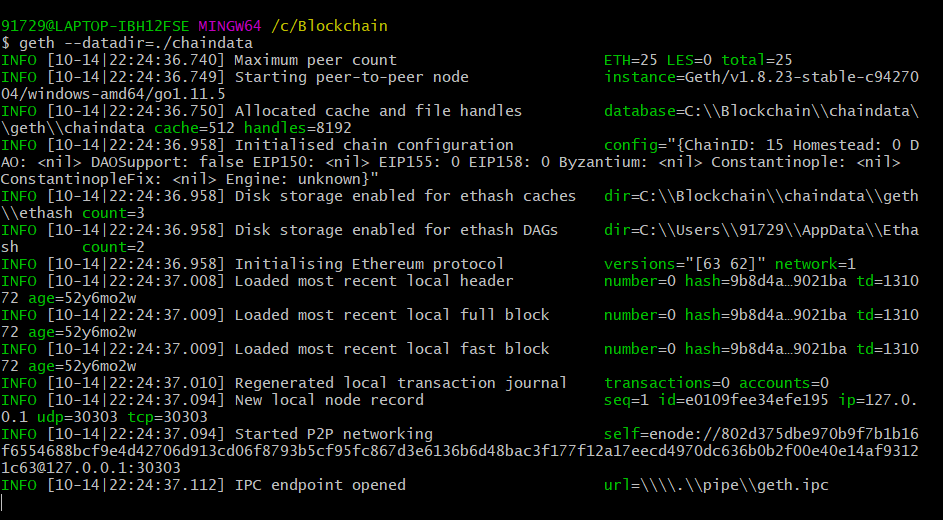 91729@LAPTOP-IBH12FSE MINGW64 /c/Blockchain
$ geth --datadir=./chaindata
INFO [10-14|22:24:36.740] Maximum peer count                       ETH=25 LES=0 total=25
INFO [10-14|22:24:36.749] Starting peer-to-peer node               instance=Geth/v1.8.23-stable-c94270
04/windows-amd64/go1.11.5
INFO [10-14|22:24:36.750] Allocated cache and file handles         database=C:\\Blockchain\\chaindata\
\geth\\chaindata cache=512 handles=8192
INFO [10-14|22:24:36.958] Initialised chain configuration          config="{ChainID: 15 Homestead: 0 D
AO: <nil> DAOSupport: false EIP150: <nil> EIP155: 0 EIP158: 0 Byzantium: <nil> Constantinople: <nil>
ConstantinopleFix: <nil> Engine: unknown}"
INFO [10-14|22:24:36.958] Disk storage enabled for ethash caches   dir=C:\\Blockchain\\chaindata\\geth
\\ethash count=3
INFO [10-14|22:24:36.958] Disk storage enabled for ethash DAGs     dir=C:\\Users\\91729\\AppData\\Etha
sh       count=2
INFO [10-14|22:24:36.958] Initialising Ethereum protocol           versions="[63 62]" network=1
INFO [10-14|22:24:37.008] Loaded most recent local header          number=0 hash=9b8d4a…9021ba td=1310
72 age=52y6mo2w
INFO [10-14|22:24:37.009] Loaded most recent local full block      number=0 hash=9b8d4a…9021ba td=1310
72 age=52y6mo2w
INFO [10-14|22:24:37.009] Loaded most recent local fast block      number=0 hash=9b8d4a…9021ba td=1310
72 age=52y6mo2w
INFO [10-14|22:24:37.010] Regenerated local transaction journal    transactions=0 accounts=0
INFO [10-14|22:24:37.094] New local node record                    seq=1 id=e0109fee34efe195 ip=127.0.
0.1 udp=30303 tcp=30303
INFO [10-14|22:24:37.094] Started P2P networking                   self=enode://802d375dbe970b9f7b1b16
f6554688bcf9e4d42706d913cd06f8793b5cf95fc867d3e6136b6d48bac3f177f12a17eecd4970dc636b0b2f00e40e14af9312
1c63@127.0.0.1:30303
INFO [10-14|22:24:37.112] IPC endpoint opened                      url=\\\\.\\pipe\\geth.ipc